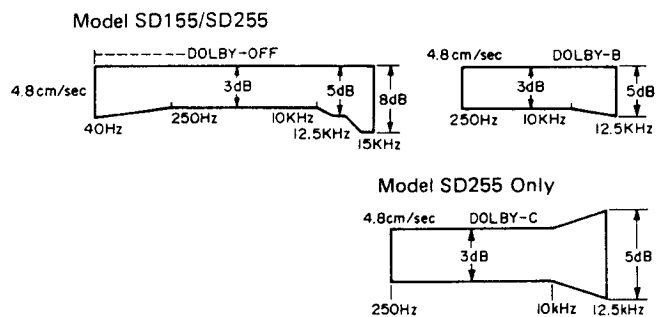 Model SD155/SD255
DOLBY-OFF
4.8cm/sec
3dB
5dB
8dB
40Hz
250Hz
10KHz
12.5KHz
15KHz
4.8cm/sec DOLBY-B
3dB
5dB
250Hz
10KHz
12.5KHz
Model SD255 Only
4.8cm/sec DOLBY-C
3dB
5dB
250Hz
10kHz
12.5kHz